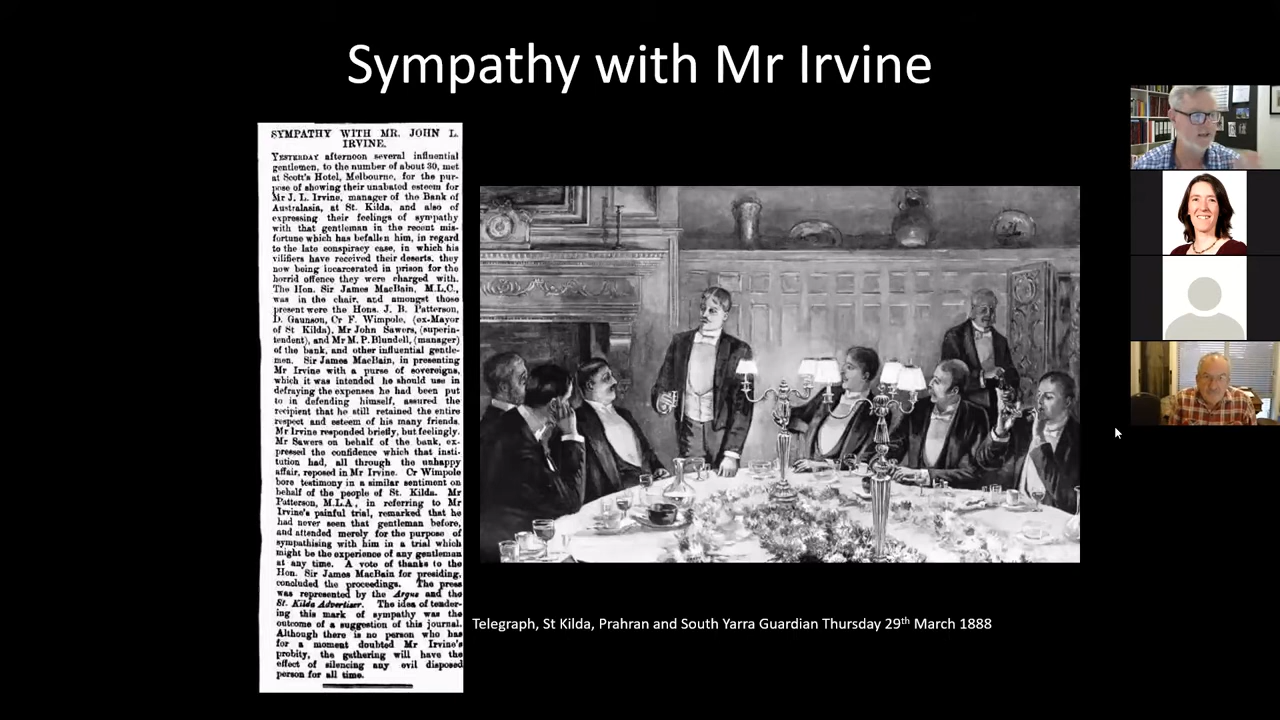 Sympathy with Mr Irvine
SYMPATHY WITH MR. JOHN L.
IRVINE.
YESTERDAY afternoon several influential
gentlemen, to the number of about 30, met
at Scott's Hotel, Melbourne, for the pur-
pose of showing their unabated esteem for
Mr J. L. Irvine, manager of the Bank of
Australasia, at St. Kilda, and also of
expressing their feelings of sympathy
with that gentleman in the recent mis-
fortune which has befallen him, in regard
to the late conspiracy case, in which his
vilifiers have received their deserts, they
now being incarcerated in prison for the
horrid offence they were charged with.
The Hon. Sir James MacBain, M.L.C.,
was in the chair, and amongst those
present were the Hons. J. B. Patterson,
D. Gaunson, Cr F. Wimpole, (ex-Mayor
of St Kilda), Mr John Sawers, (superin-
tendent), and Mr M. P. Blundell, (manager)
of the bank, and other influential gentle-
men. Sir James MacBain, in presenting
Mr Irvine with a purse of sovereigns,
which it was intended he should use in
defraying the expenses he had been put
to in defending himself, assured the
recipient that he still retained the entire
respect and esteem of his many friends.
Mr Irvine responded briefly, but feelingly.
Mr Sawers on behalf of the bank, ex-
pressed the confidence which that insti-
tution had, all through the unhappy
affair, reposed in Mr Irvine. Cr Wimpole
bore testimony in a similar sentiment on
behalf of the people of St. Kilda. Mr
Patterson, M.L.A, in referring to Mr
Irvine's painful trial, remarked that he
had never seen that gentleman before,
and attended merely for the purpose of
sympathising with him in a trial which
might be the experience of any gentleman
at any time. A vote of thanks to the
Hon. Sir James MacBain for presiding,
concluded the proceedings. The press
was represented by the Argus and the
St. Kilda Advertiser. The idea of tender-
ing this mark of sympathy was the
outcome of a suggestion of this journal.
Although there is no person who has
for a moment doubted Mr Irvine's
probity, the gathering will have the
effect of silencing any evil disposed
person for all time.
Telegraph, St Kilda, Prahran and South Yarra Guardian Thursday 29th March 1888